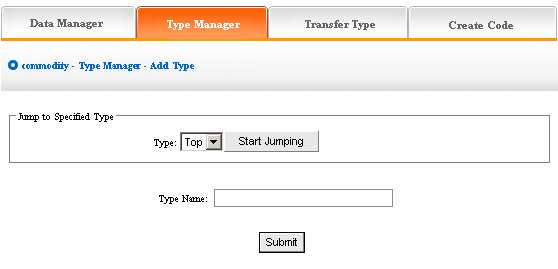 Data Manager
Type Manager
Transfer Type
Create Code
commodiity - Type Manager - Add Type
Jump to Specified Type
Type: Top Start Jumping
Type Name:
Submit